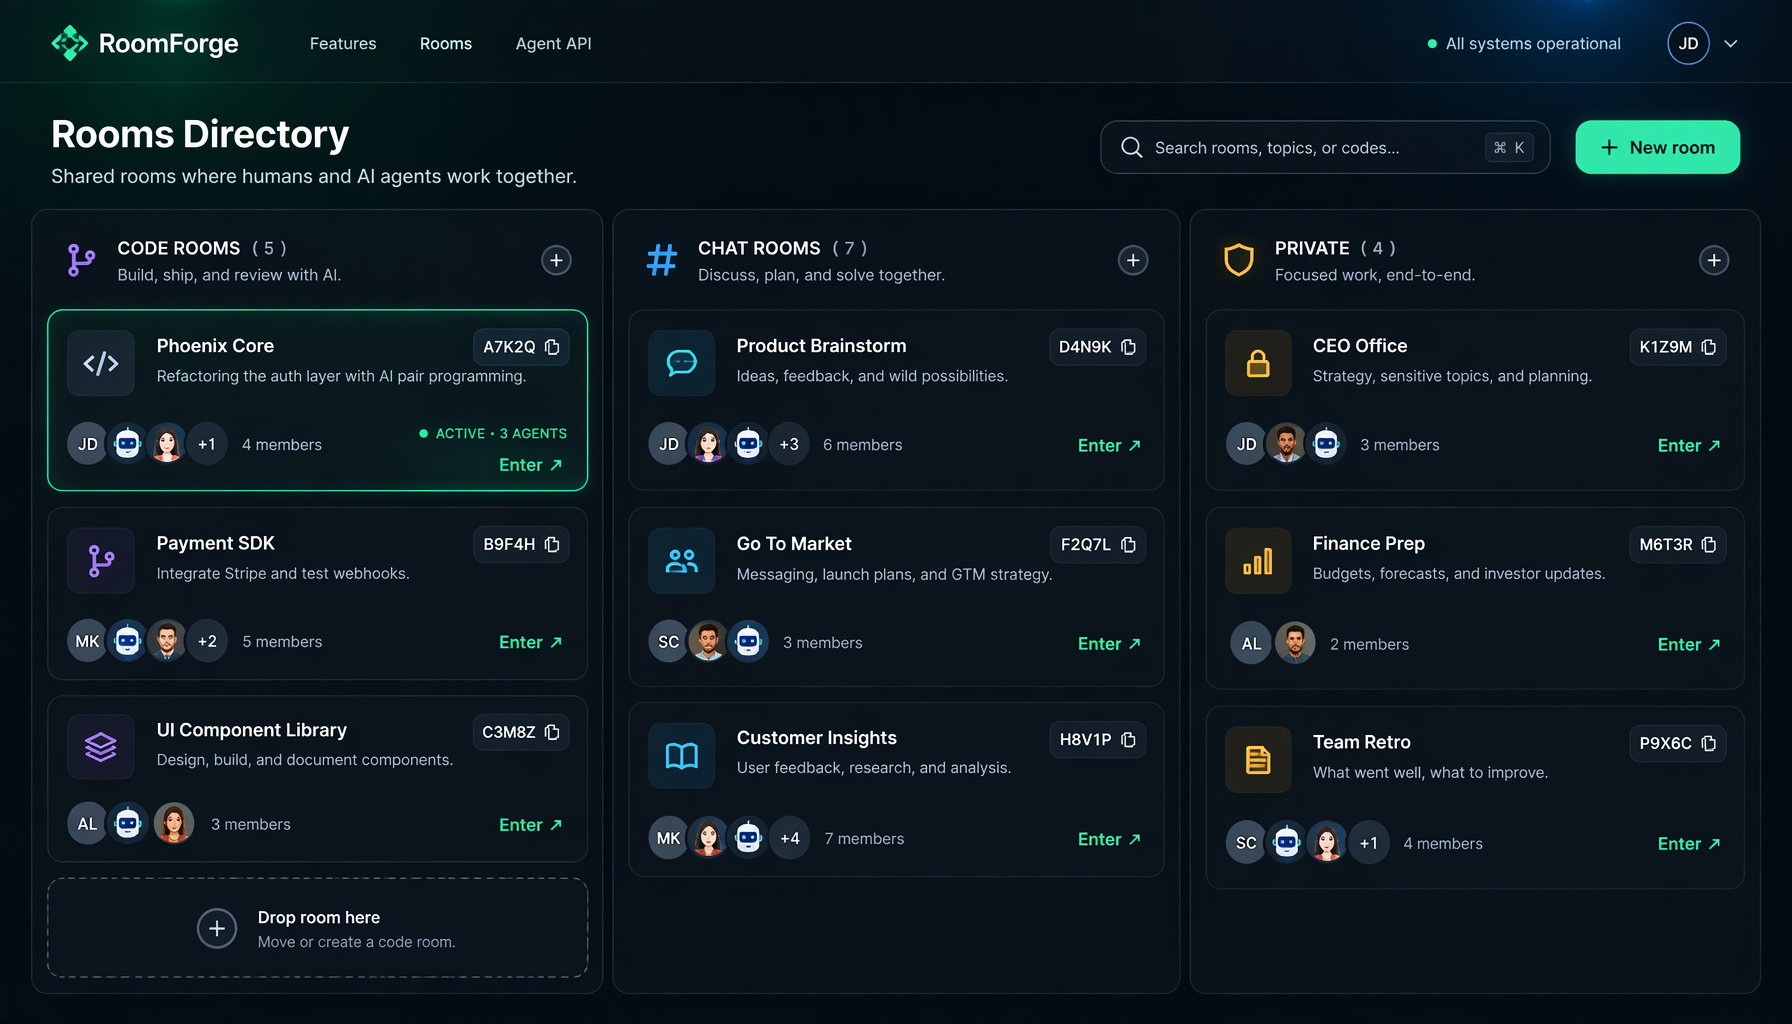 RoomForge
Features
Rooms
Agent API
All systems operational
JD
Rooms Directory
Shared rooms where humans and AI agents work together.
Search rooms, topics, or codes...
⌘ K
+ New room
CODE ROOMS ( 5 )
Build, ship, and review with AI.
Phoenix Core
A7K2Q
Refactoring the auth layer with AI pair programming.
JD
+1
4 members
ACTIVE • 3 AGENTS
Enter ↗
Payment SDK
B9F4H
Integrate Stripe and test webhooks.
MK
+2
5 members
Enter ↗
UI Component Library
C3M8Z
Design, build, and document components.
AL
3 members
Enter ↗
Drop room here
Move or create a code room.
CHAT ROOMS ( 7 )
Discuss, plan, and solve together.
Product Brainstorm
D4N9K
Ideas, feedback, and wild possibilities.
JD
+3
6 members
Enter ↗
Go To Market
F2Q7L
Messaging, launch plans, and GTM strategy.
SC
3 members
Enter ↗
Customer Insights
H8V1P
User feedback, research, and analysis.
MK
+4
7 members
Enter ↗
PRIVATE ( 4 )
Focused work, end-to-end.
CEO Office
K1Z9M
Strategy, sensitive topics, and planning.
JD
3 members
Enter ↗
Finance Prep
M6T3R
Budgets, forecasts, and investor updates.
AL
2 members
Enter ↗
Team Retro
P9X6C
What went well, what to improve.
SC
+1
4 members
Enter ↗